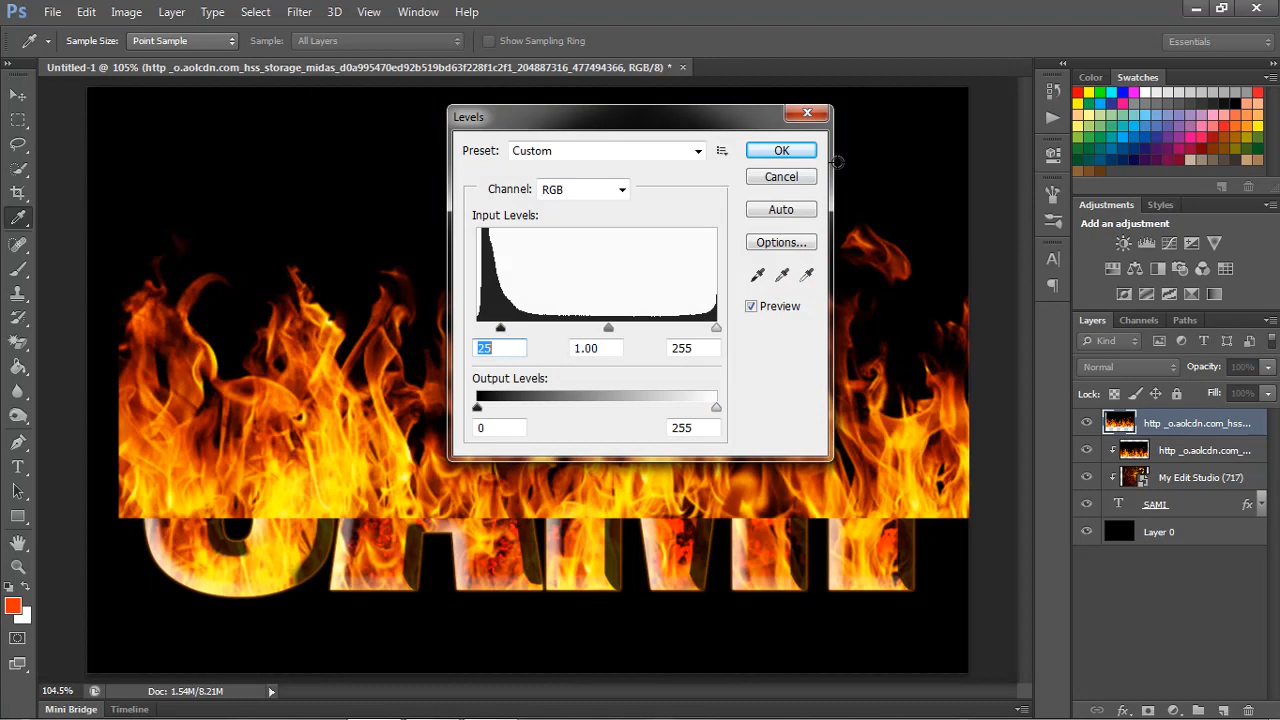 Ps File Edit Image Layer Type Select Filter 3D View Window Help
Sample Size: Point Sample Sample: All Layers Show Sampling Ring Essentials
Untitled-1 @ 105% (http _o.aolcdn.com_hss_storage_midas_d0a995470ed92b519bd63f228f1c2f1_204887316_477494366, RGB/8) *
Color Swatches
Levels
Preset: Custom OK
Cancel
Channel: RGB
Auto
Input Levels:
Options...
Preview
25 1.00 255
Output Levels:
0 255
Adjustments Styles
Add an adjustment
Layers Channels Paths
Kind
Normal Opacity: 100%
Lock: Fill: 100%
http _o.aolcdn.com_hss...
http _o.aolcdn.com_...
My Edit Studio (717)
T SAMI fx
Layer 0
SAMI
104.5% Doc: 1.54M/8.21M
Mini Bridge Timeline